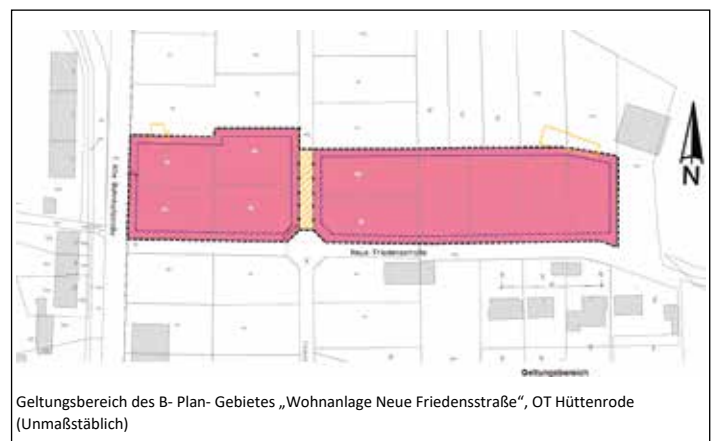 N
Neue Friedensstraße
Geltungsbereich
Geltungsbereich des B- Plan- Gebietes „Wohnanlage Neue Friedensstraße“, OT Hüttenrode
(Unmaßstäblich)